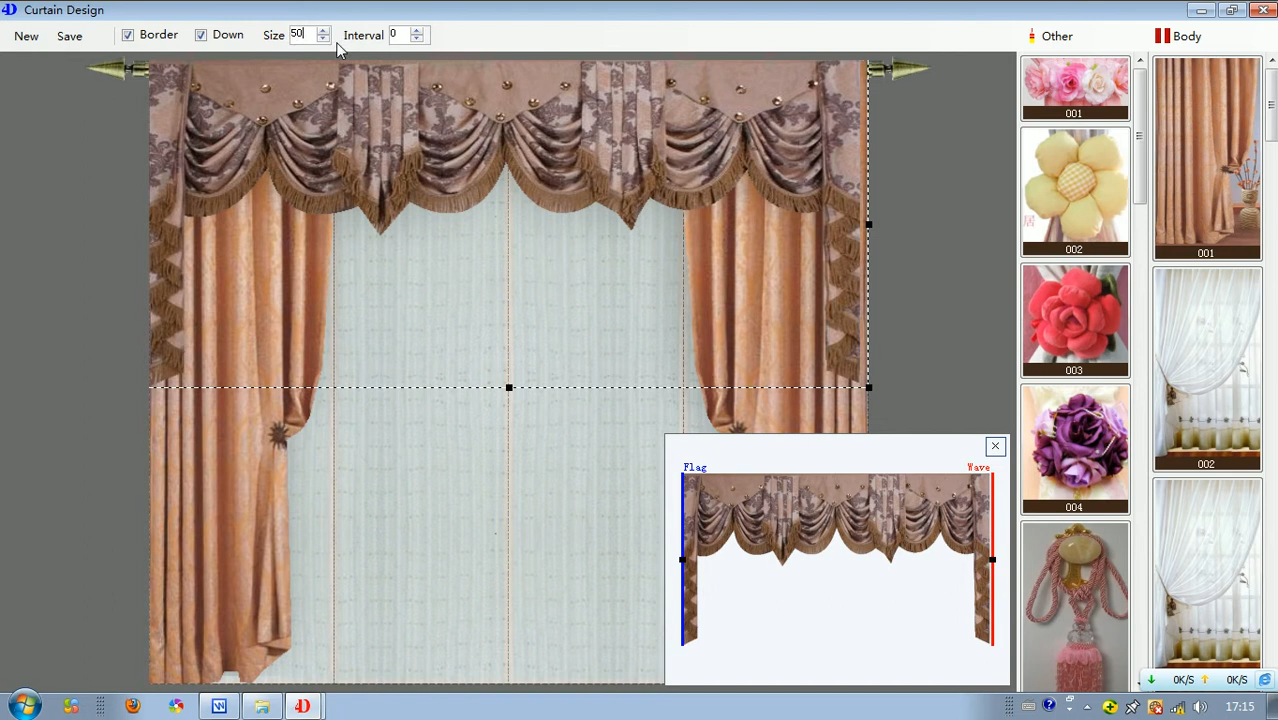 Curtain Design
New Save Border Down Size 50 Interval 0 Other Body
001
002
003
004
001
002
Flag Wave
0K/S 0K/S
17:15